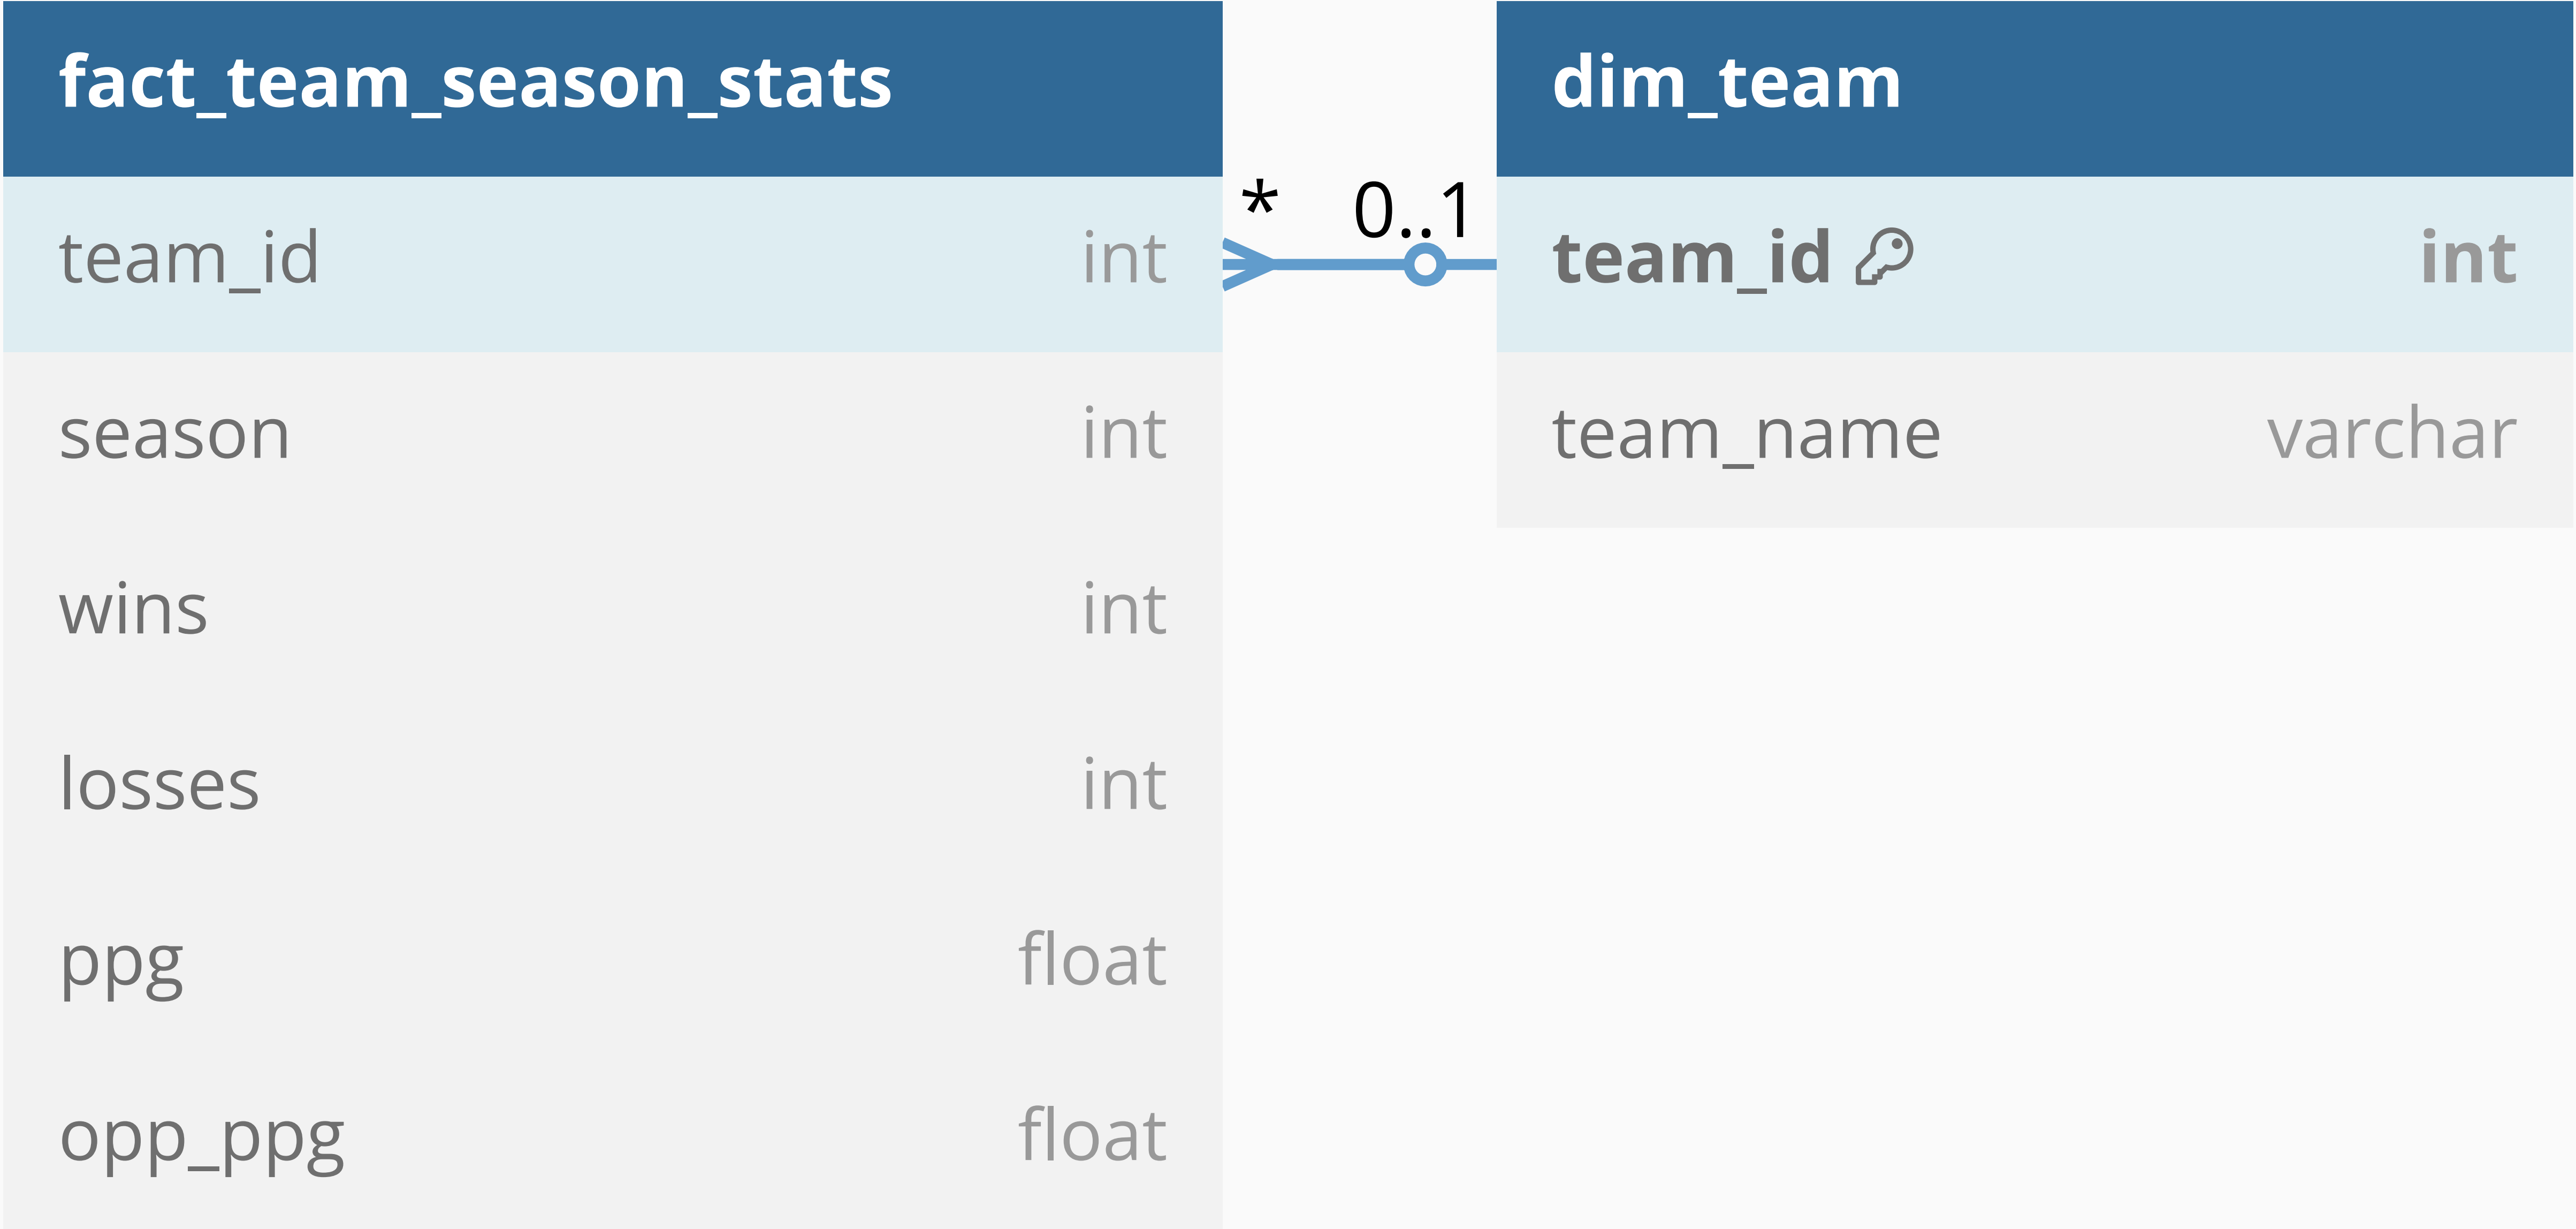 fact_team_season_stats
team_id int
season int
wins int
losses int
ppg float
opp_ppg float
* 0..1
dim_team
team_id int
team_name varchar